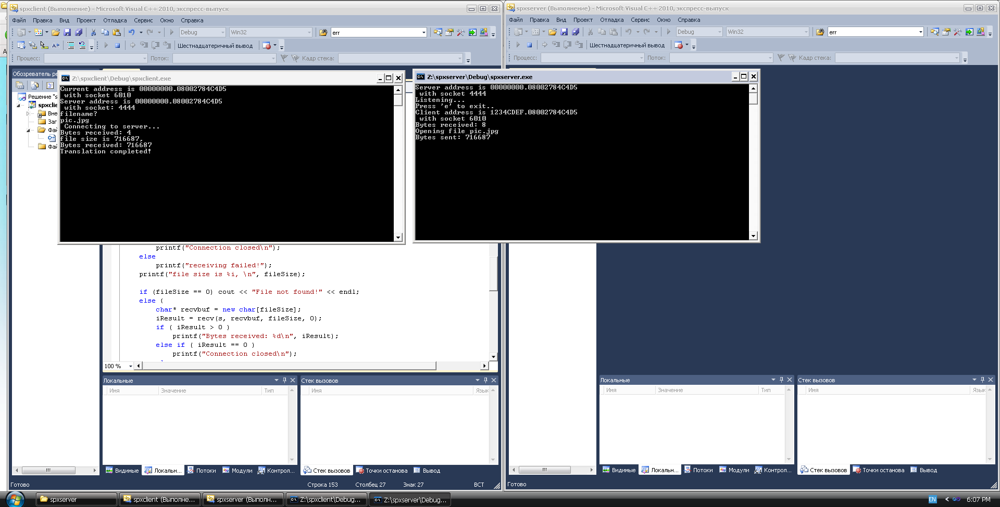 spxclient (Выполнение) - Microsoft Visual C++ 2010, экспресс-выпуск
Файл Правка Вид Проект Отладка Сервис Окно Справка
Debug Win32 err
Шестнадцатеричный вывод
Процесс: Поток: Кадр стека:
Обозреватель ре
Решение "s
spxclie
Вне
Заг
Фай
Фай
Z:\spxclient\Debug\spxclient.exe
Current address is 00000000.08002784C4D5
with socket 6010
Server address is 00000000.08002784C4D5
with socket: 4444
filename?
pic.jpg
Connecting to server...
Bytes received: 4
file size is 716687,
Bytes received: 716687
Translation completed!
printf("Connection closed\n");
else
printf("receiving failed!");
printf("file size is %i, \n", fileSize);
if (fileSize == 0) cout << "File not found!" << endl;
else {
char* recvbuf = new char[fileSize];
iResult = recv(s, recvbuf, fileSize, 0);
if ( iResult > 0 )
printf("Bytes received: %d\n", iResult);
else if ( iResult == 0 )
printf("Connection closed\n");
100 %
Локальные
Имя Значение Тип
Стек вызовов
Имя Язык
Видимые Локальн... Потоки Модули Контрол...
Стек вызовов Точки останова Вывод
Готово Строка 153 Столбец 27 Знак 27 ВСТ
spxserver (Выполнение) - Microsoft Visual C++ 2010, экспресс-выпуск
Файл Правка Вид Проект Отладка Сервис Окно Справка
Debug Win32 err
Шестнадцатеричный вывод
Процесс: Поток: Кадр стека:
Z:\spxserver\Debug\spxserver.exe
Server address is 00000000.08002784C4D5
with socket 4444
Listening...
Press 'e' to exit..
Client address is 1234CDEF.08002784C4D5
with socket 6010
Bytes received: 8
Opening file pic.jpg
Bytes sent: 716687
Локальные
Имя Значение Тип
Стек вызовов
Имя Язык
Видимые Локальн... Потоки Модули Контрол...
Стек вызовов Точки останова Вывод
Готово
spxserver spxclient (Выполне... spxserver (Выполн... Z:\spxclient\Debug... Z:\spxserver\Debug... EN 6:07 PM